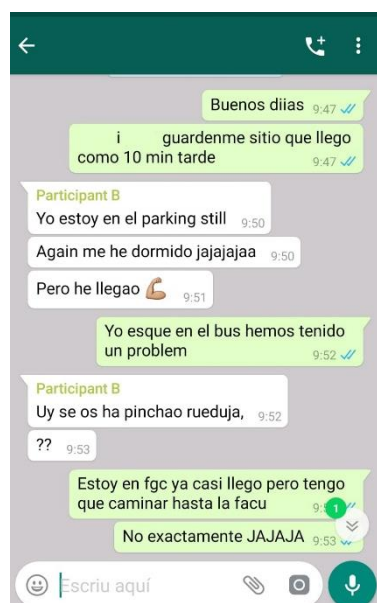 Buenos diias 9:47
i guardenme sitio que llego
como 10 min tarde 9:47
Participant B
Yo estoy en el parking still 9:50
Again me he dormido jajajajaa 9:50
Pero he llegao 9:51
Yo esque en el bus hemos tenido
un problem 9:52
Participant B
Uy se os ha pinchao rueduja, 9:52
?? 9:53
Estoy en fgc ya casi llego pero tengo
que caminar hasta la facu
1
No exactamente JAJAJA 9:53
Escriu aquí